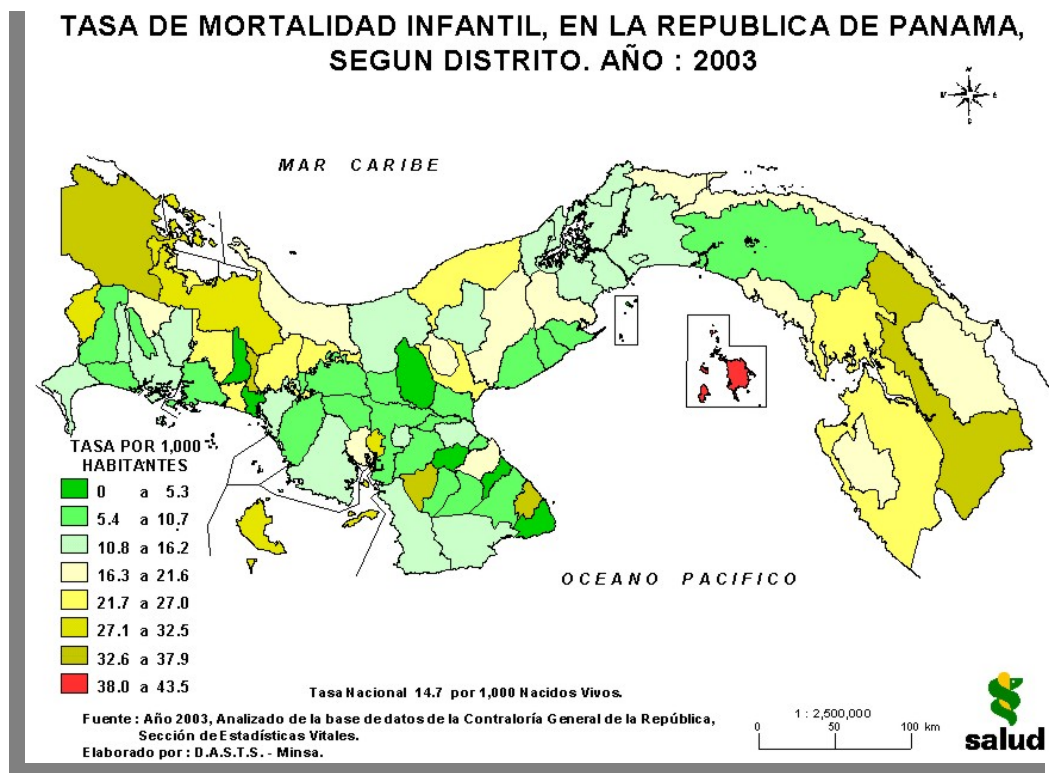 TASA DE MORTALIDAD INFANTIL, EN LA REPUBLICA DE PANAMA,
SEGUN DISTRITO. AÑO : 2003
N
E
S
MAR CARIBE
TASA POR 1,000
HABITANTES
0 a 5.3
5.4 a 10.7
10.8 a 16.2
16.3 a 21.6
21.7 a 27.0
27.1 a 32.5
32.6 a 37.9
38.0 a 43.5
OCEANO PACIFICO
Tasa Nacional 14.7 por 1,000 Nacidos Vivos.
Fuente : Año 2003, Analizado de la base de datos de la Contraloría General de la República,
Sección de Estadísticas Vitales.
Elaborado por : D.A.S.T.S. - Minsa.
1 : 2,500,000
0 50 100 km
salud